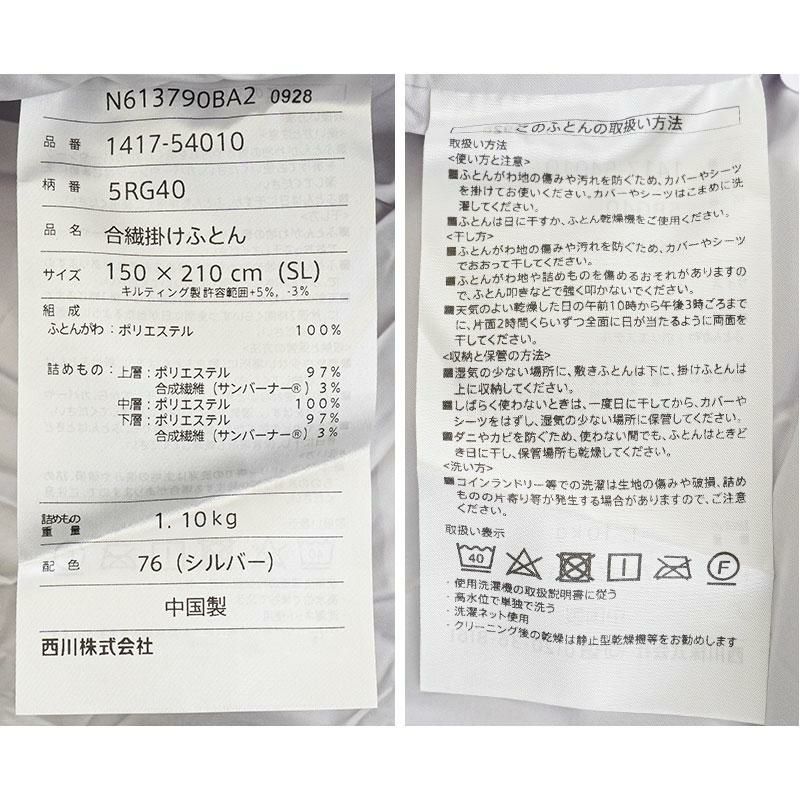 N613790BA2 0928
品番 1417-54010
柄番 5RG40
品名 合繊掛けふとん
サイズ 150 × 210 cm (SL)
キルティング製 許容範囲+5%, -3%
組成
ふとんがわ:ポリエステル 100%
詰めもの:上層:ポリエステル 97%
合成繊維(サンバーナー®)3%
中層:ポリエステル 100%
下層:ポリエステル 97%
合成繊維(サンバーナー®)3%
詰めもの重量 1.10kg
配色 76(シルバー)
中国製
西川株式会社
このふとんの取扱い方法
取扱い方法
<使い方と注意>
■ふとんがわ地の傷みや汚れを防ぐため、カバーやシーツ
を掛けてお使いください。カバーやシーツはこまめに洗
濯してください。
■ふとんは日に干すか、ふとん乾燥機をご使用ください。
<干し方>
■ふとんがわ地の傷みや汚れを防ぐため、カバーやシーツ
でおおって干してください。
■ふとんがわ地や詰めものを傷めるおそれがありますの
で、ふとん叩きなどで強く叩かないでください。
■天気のよい乾燥した日の午前10時から午後3時ごろまで
に、片面2時間くらいずつ全面に日が当たるように両面を
干してください。
<収納と保管の方法>
■湿気の少ない場所に、敷きふとんは下に、掛けふとんは
上に収納してください。
■しばらく使わないときは、一度日に干してから、カバーや
シーツをはずし、湿気の少ない場所に保管してください。
■ダニやカビを防ぐため、使わない間でも、ふとんはときど
き日に干し、保管場所も乾燥してください。
<洗い方>
■コインランドリー等での洗濯は生地の傷みや破損、詰め
ものの片寄り等が発生する場合がありますので、ご注意
ください。
取扱い表示
40 F
・使用洗濯機の取扱説明書に従う
・高水位で単独で洗う
・洗濯ネット使用
・クリーニング後の乾燥は静止型乾燥機等をお勧めします